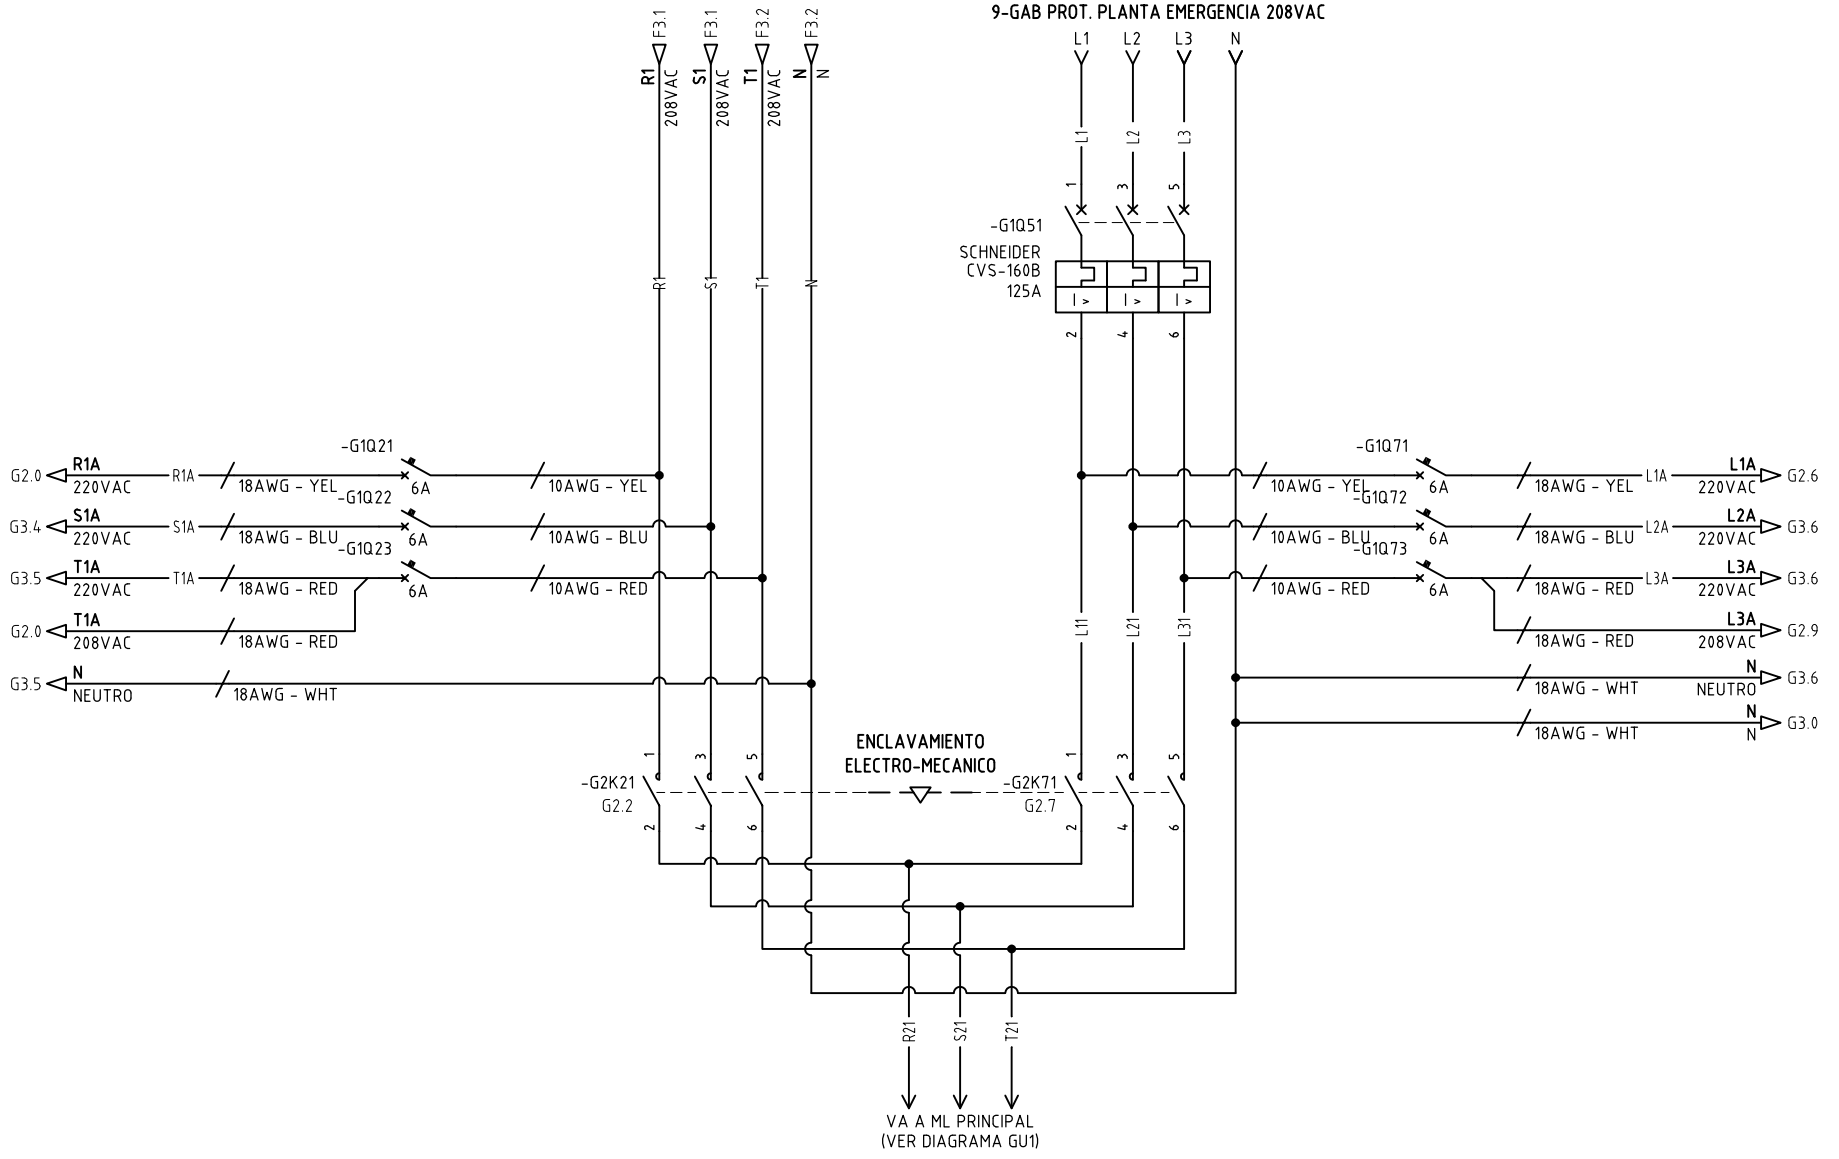 9-GAB PROT. PLANTA EMERGENCIA 208VAC
F3.1 F3.1 F3.2 F3.2
L1 L2 L3 N
R1 208VAC S1 208VAC T1 208VAC N N
L1 L2 L3
1 3 5
-G1Q51
SCHNEIDER
CVS-160B
125A
I > I > I >
2 4 6
R1 S1 T1 N
-G1Q21
G2.0 R1A R1A
220VAC 18AWG - YEL 6A 10AWG - YEL
-G1Q22
G3.4 S1A S1A
220VAC 18AWG - BLU 6A 10AWG - BLU
-G1Q23
G3.5 T1A T1A
220VAC 18AWG - RED 6A 10AWG - RED
G2.0 T1A
208VAC 18AWG - RED
G3.5 N
NEUTRO 18AWG - WHT
-G1Q71
L1A L1A G2.6
10AWG - YEL 6A 18AWG - YEL 220VAC
-G1Q72
L2A L2A G3.6
10AWG - BLU 6A 18AWG - BLU 220VAC
-G1Q73
L3A L3A G3.6
10AWG - RED 6A 18AWG - RED 220VAC
L11 L21 L31
L3A G2.9
18AWG - RED 208VAC
N G3.6
18AWG - WHT NEUTRO
N G3.0
18AWG - WHT N
ENCLAVAMIENTO
ELECTRO-MECANICO
1 3 5
-G2K21
G2.2
2 4 6
1 3 5
-G2K71
G2.7
2 4 6
R21 S21 T21
VA A ML PRINCIPAL
(VER DIAGRAMA GU1)